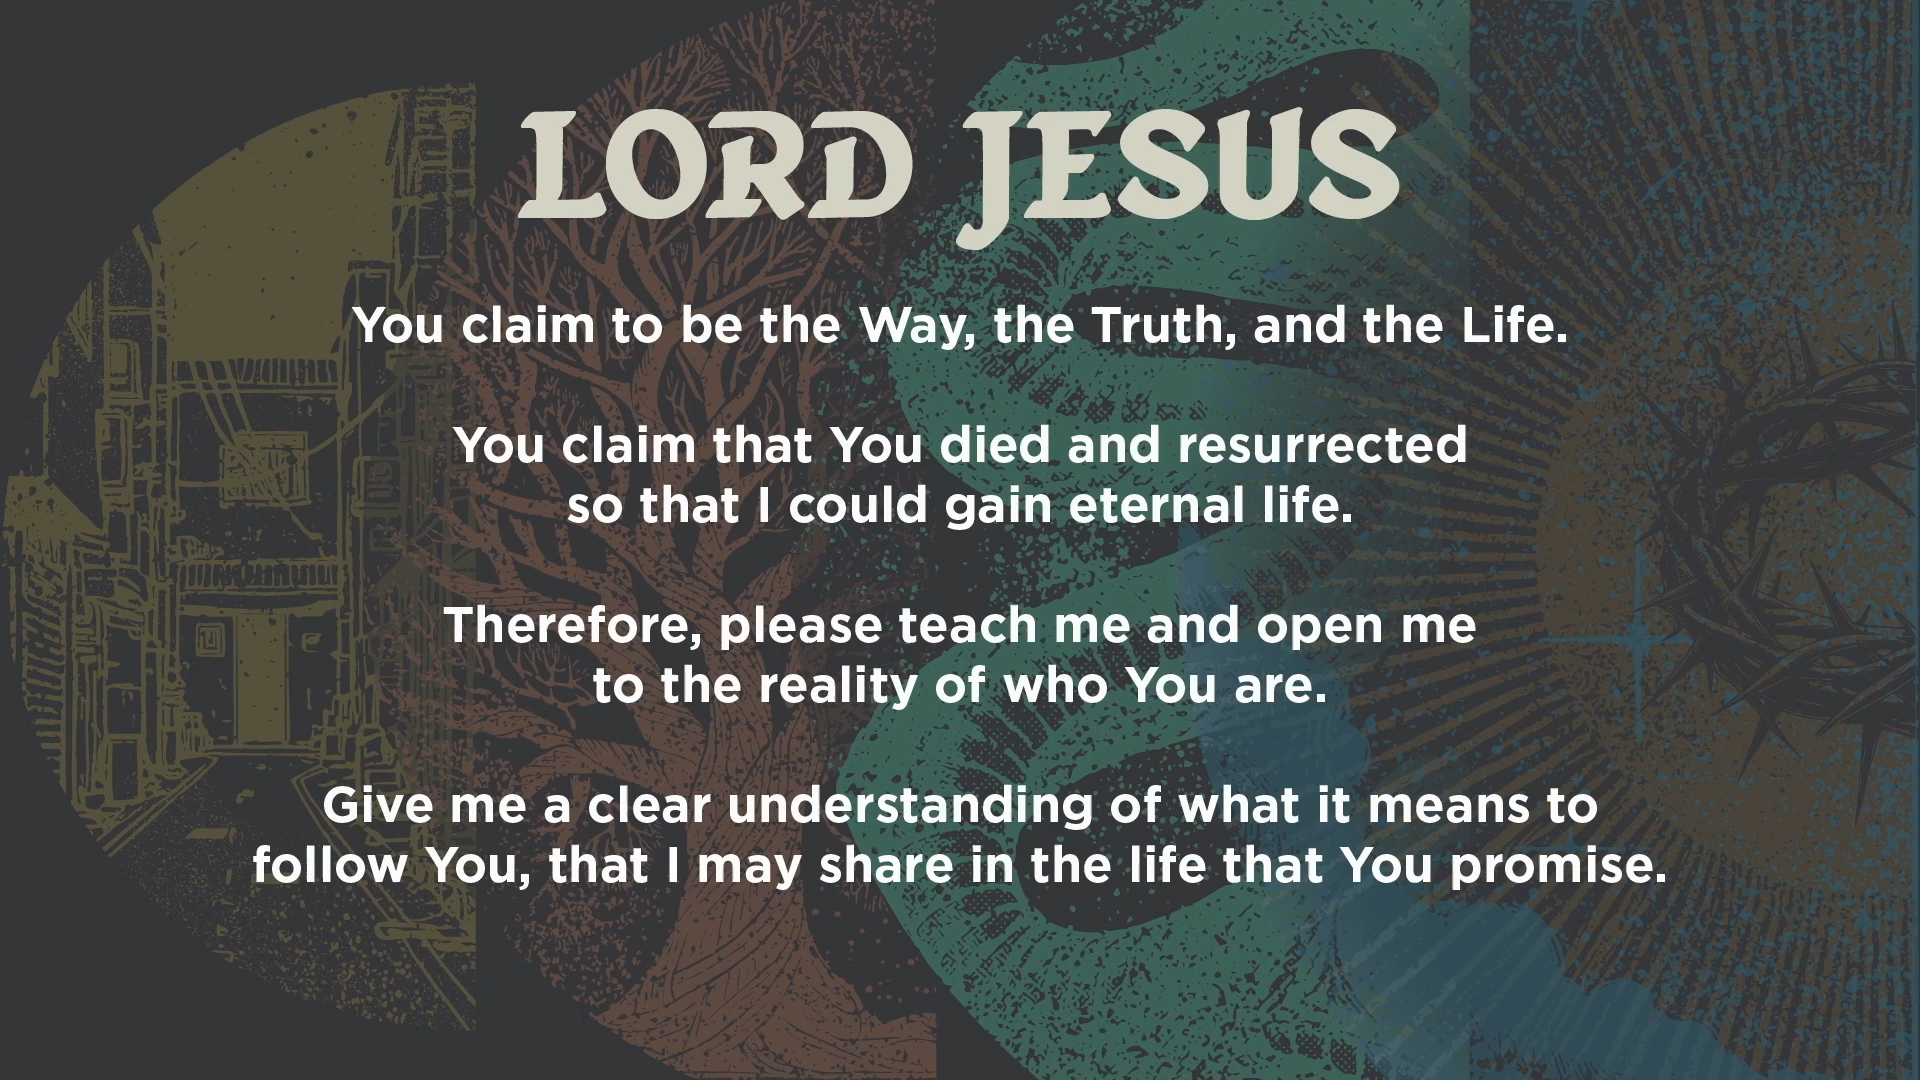 LORD JESUS
You claim to be the Way, the Truth, and the Life.
You claim that You died and resurrected
so that I could gain eternal life.
Therefore, please teach me and open me
to the reality of who You are.
Give me a clear understanding of what it means to
follow You, that I may share in the life that You promise.